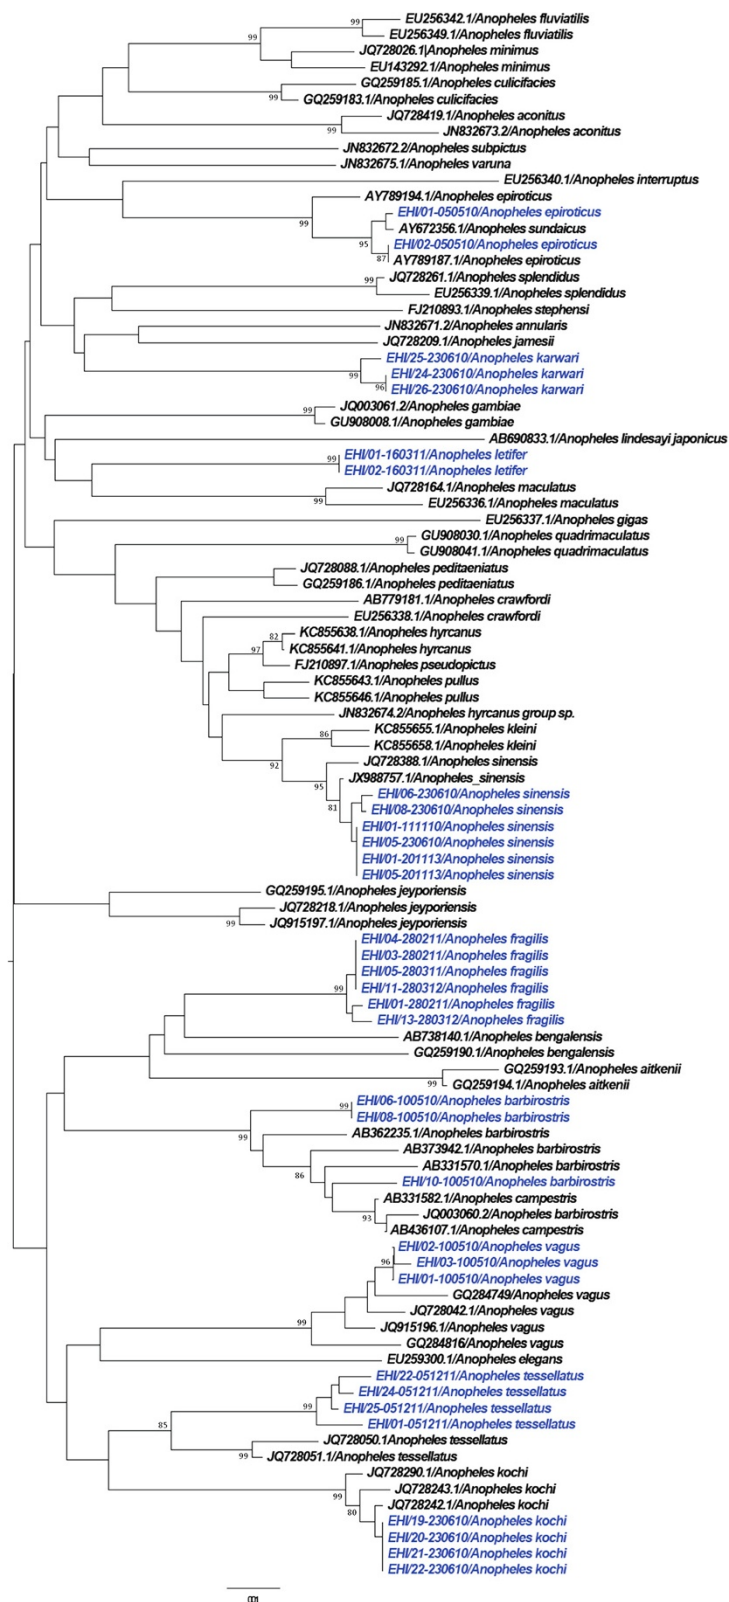 EU256342.1/Anopheles fluviatilis
99
99
EU256349.1/Anopheles fluviatilis
JQ728026.1|Anopheles minimus
EU143292.1/Anopheles minimus
GQ259185.1/Anopheles culicifacies
99
GQ259183.1/Anopheles culicifacies
JQ728419.1/Anopheles aconitus
99
JN832673.2/Anopheles aconitus
JN832672.2/Anopheles subpictus
JN832675.1/Anopheles varuna
EU256340.1/Anopheles interruptus
AY789194.1/Anopheles epiroticus
99
EHI/01-050510/Anopheles epiroticus
AY672356.1/Anopheles sundaicus
95
EHI/02-050510/Anopheles epiroticus
87
AY789187.1/Anopheles epiroticus
99
JQ728261.1/Anopheles splendidus
EU256339.1/Anopheles splendidus
FJ210893.1/Anopheles stephensi
JN832671.2/Anopheles annularis
JQ728209.1/Anopheles jamesii
EHI/25-230610/Anopheles karwari
99
EHI/24-230610/Anopheles karwari
96
EHI/26-230610/Anopheles karwari
JQ003061.2/Anopheles gambiae
99
GU908008.1/Anopheles gambiae
AB690833.1/Anopheles lindesayi japonicus
99
EHI/01-160311/Anopheles letifer
EHI/02-160311/Anopheles letifer
JQ728164.1/Anopheles maculatus
99
EU256336.1/Anopheles maculatus
EU256337.1/Anopheles gigas
99
GU908030.1/Anopheles quadrimaculatus
GU908041.1/Anopheles quadrimaculatus
JQ728088.1/Anopheles peditaeniatus
GQ259186.1/Anopheles peditaeniatus
AB779181.1/Anopheles crawfordi
EU256338.1/Anopheles crawfordi
82
KC855638.1/Anopheles hyrcanus
97
KC855641.1/Anopheles hyrcanus
FJ210897.1/Anopheles pseudopictus
KC855643.1/Anopheles pullus
KC855646.1/Anopheles pullus
JN832674.2/Anopheles hyrcanus group sp.
86
KC855655.1/Anopheles kleini
KC855658.1/Anopheles kleini
92
JQ728388.1/Anopheles sinensis
95
JX988757.1/Anopheles_sinensis
EHI/06-230610/Anopheles sinensis
81
EHI/08-230610/Anopheles sinensis
EHI/01-111110/Anopheles sinensis
EHI/05-230610/Anopheles sinensis
EHI/01-201113/Anopheles sinensis
EHI/05-201113/Anopheles sinensis
GQ259195.1/Anopheles jeyporiensis
JQ728218.1/Anopheles jeyporiensis
99
JQ915197.1/Anopheles jeyporiensis
EHI/04-280211/Anopheles fragilis
EHI/03-280211/Anopheles fragilis
EHI/05-280311/Anopheles fragilis
99
EHI/11-280312/Anopheles fragilis
EHI/01-280211/Anopheles fragilis
EHI/13-280312/Anopheles fragilis
AB738140.1/Anopheles bengalensis
GQ259190.1/Anopheles bengalensis
GQ259193.1/Anopheles aitkenii
99
GQ259194.1/Anopheles aitkenii
99
EHI/06-100510/Anopheles barbirostris
EHI/08-100510/Anopheles barbirostris
99
AB362235.1/Anopheles barbirostris
AB373942.1/Anopheles barbirostris
AB331570.1/Anopheles barbirostris
86
EHI/10-100510/Anopheles barbirostris
AB331582.1/Anopheles campestris
93
JQ003060.2/Anopheles barbirostris
AB436107.1/Anopheles campestris
EHI/02-100510/Anopheles vagus
96
EHI/03-100510/Anopheles vagus
EHI/01-100510/Anopheles vagus
GQ284749/Anopheles vagus
JQ728042.1/Anopheles vagus
99
JQ915196.1/Anopheles vagus
GQ284816/Anopheles vagus
EU259300.1/Anopheles elegans
EHI/22-051211/Anopheles tessellatus
EHI/24-051211/Anopheles tessellatus
99
EHI/25-051211/Anopheles tessellatus
85
EHI/01-051211/Anopheles tessellatus
JQ728050.1Anopheles tessellatus
99
JQ728051.1/Anopheles tessellatus
JQ728290.1/Anopheles kochi
99
JQ728243.1/Anopheles kochi
80
JQ728242.1/Anopheles kochi
EHI/19-230610/Anopheles kochi
EHI/20-230610/Anopheles kochi
EHI/21-230610/Anopheles kochi
EHI/22-230610/Anopheles kochi
0.01